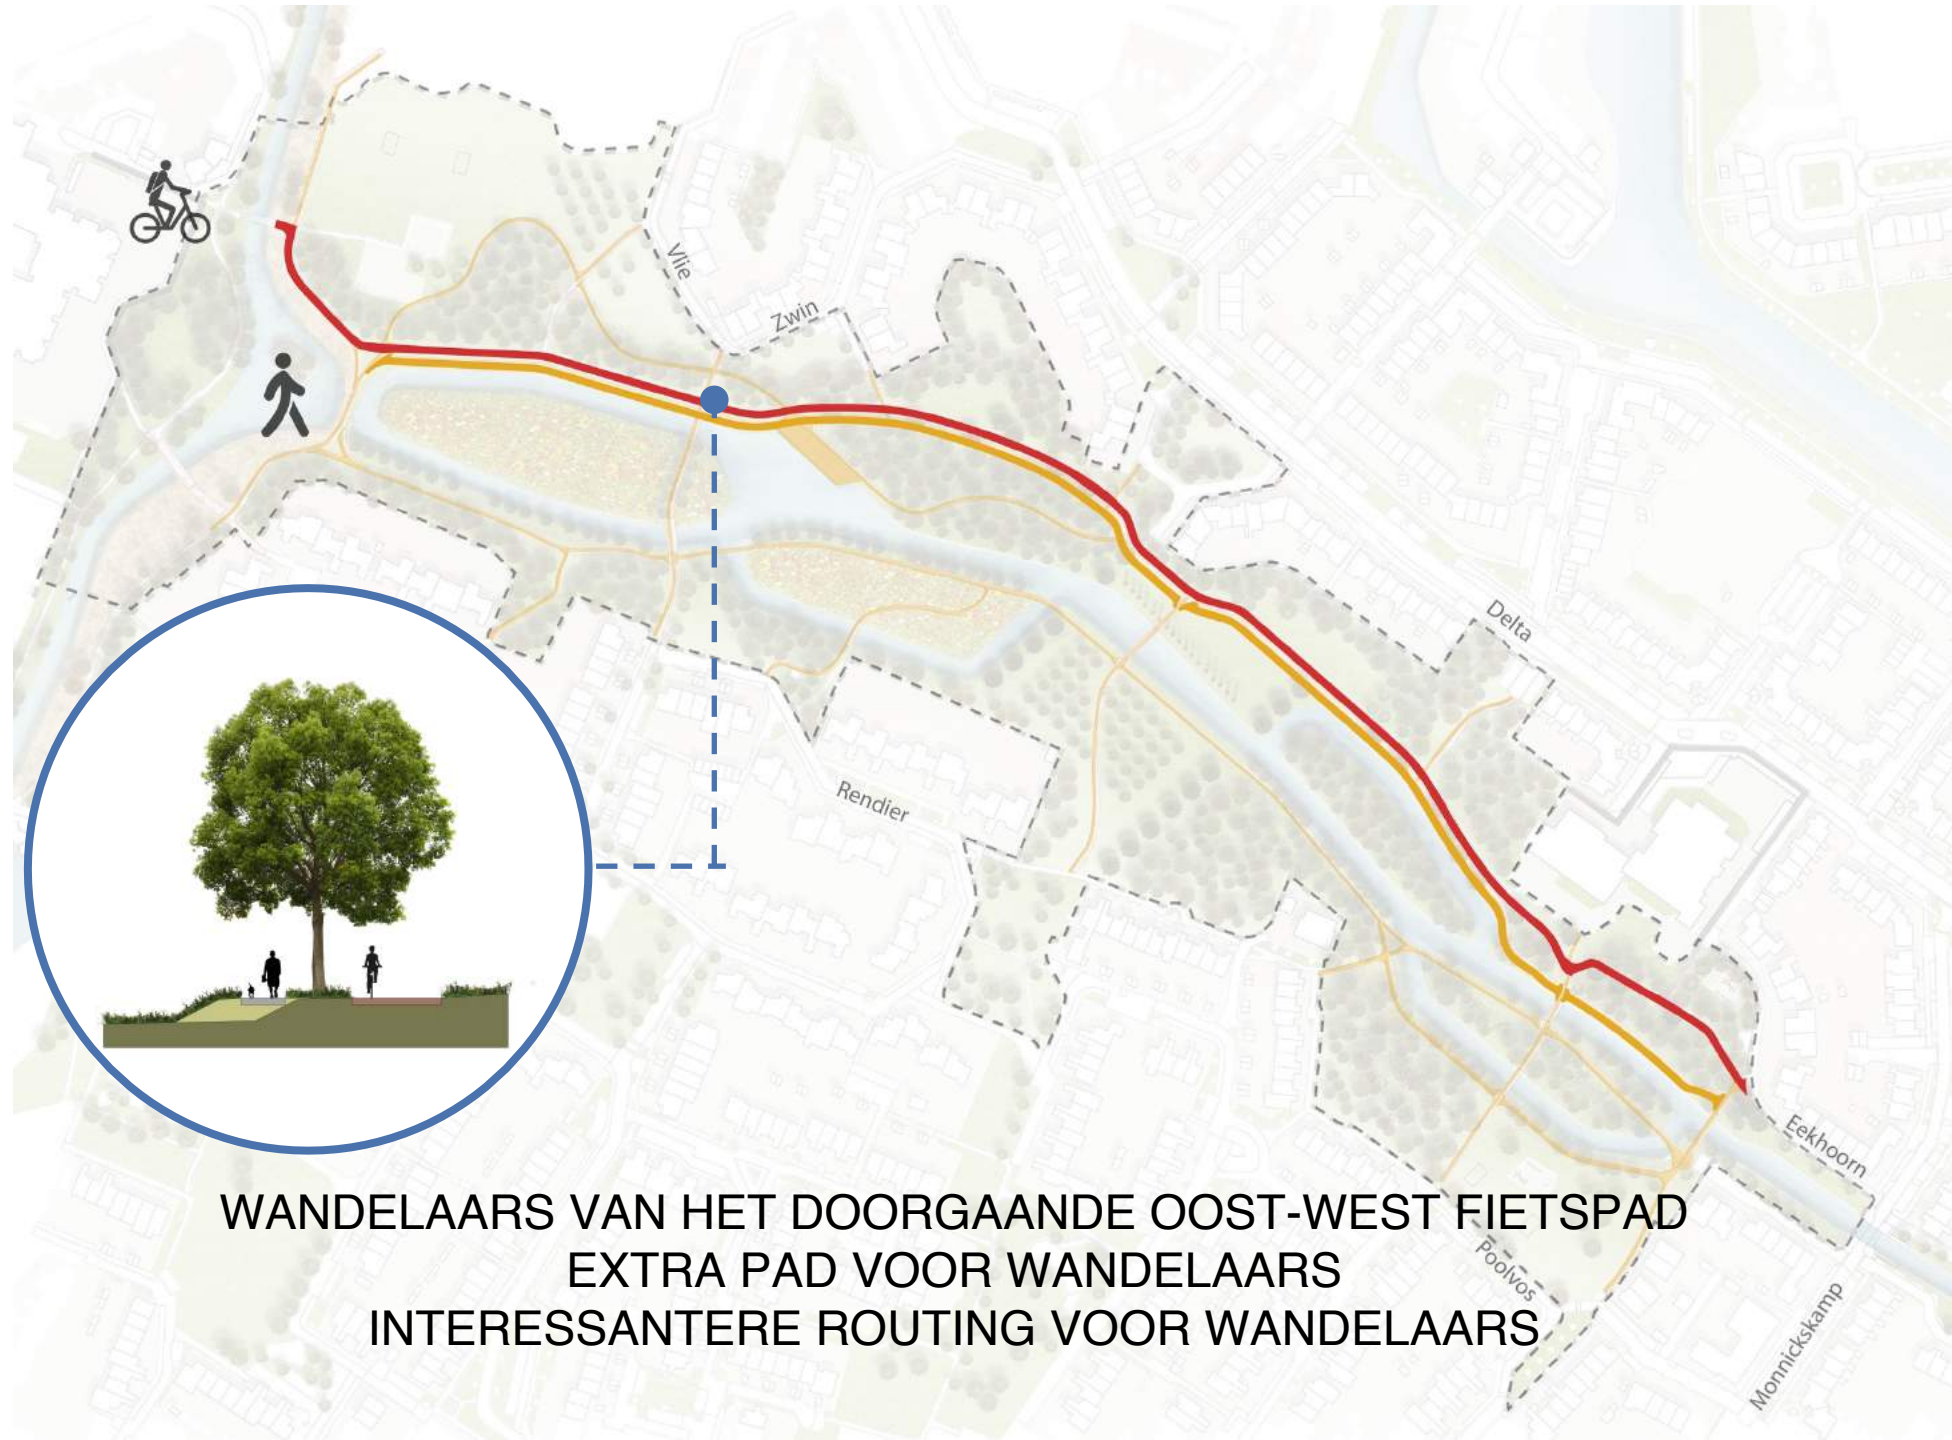 Vlie
Zwin
Delta
Rendier
Eekhoorn
WANDELAARS VAN HET DOORGAANDE OOST-WEST FIETSPAD
EXTRA PAD VOOR WANDELAARS
INTERESSANTERE ROUTING VOOR WANDELAARS
Poolvos
Monnickskamp